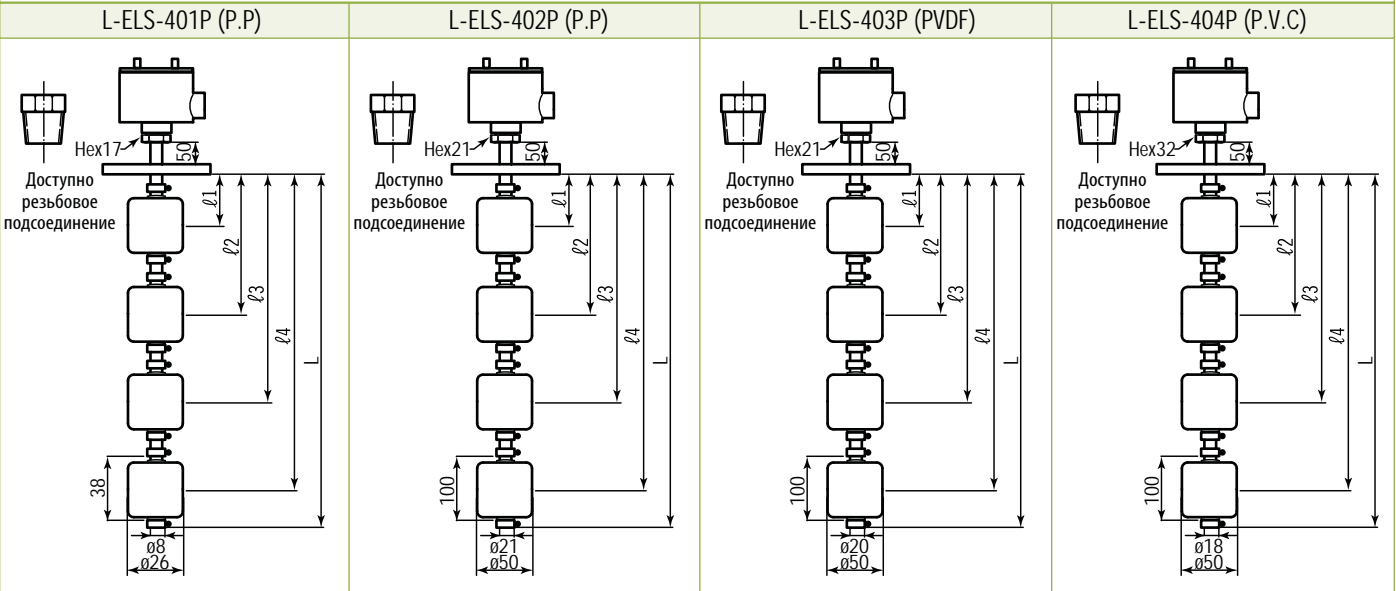 L-ELS-401P (P.P)
L-ELS-402P (P.P)
L-ELS-403P (PVDF)
L-ELS-404P (P.V.C)
Hex17
50
Доступно
резьбовое
подсоединение
ℓ1
ℓ2
ℓ3
ℓ4
L
38
ø8
ø26
Hex21
50
Доступно
резьбовое
подсоединение
ℓ1
ℓ2
ℓ3
ℓ4
L
100
ø21
ø50
Hex21
50
Доступно
резьбовое
подсоединение
ℓ1
ℓ2
ℓ3
ℓ4
L
100
ø20
ø50
Hex32
50
Доступно
резьбовое
подсоединение
ℓ1
ℓ2
ℓ3
ℓ4
L
100
ø18
ø50